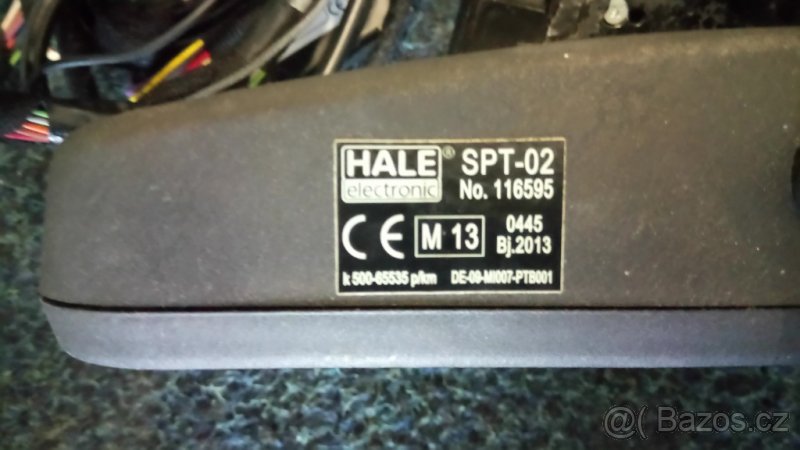 HALE® SPT-02
electronic No. 116595
CE M 13 0445
Bj.2013
k 500-65535 p/km DE-09-MI007-PTB001
@ Bazos.cz